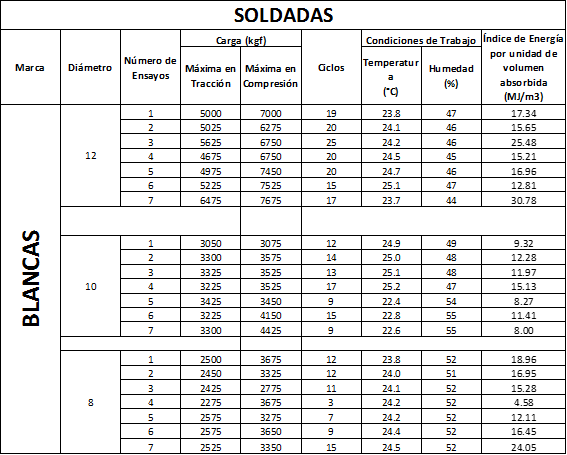 SOLDADAS
Marca Diámetro Número de Ensayos Carga (kgf) Ciclos Condiciones de Trabajo Índice de Energía por unidad de volumen absorbida (MJ/m3)
Máxima en Tracción Máxima en Compresión Temperatura (°C) Humedad (%)
BLANCAS
12
1 5000 7000 19 23.8 47 17.34
2 5025 6275 20 24.1 46 15.65
3 5625 6750 25 24.2 46 25.48
4 4675 6750 20 24.5 45 15.21
5 4975 7450 20 24.7 46 16.96
6 5225 7525 15 25.1 47 12.81
7 6475 7675 17 23.7 44 30.78
10
1 3050 3075 12 24.9 49 9.32
2 3300 3575 14 25.0 48 12.28
3 3325 3525 13 25.1 48 11.97
4 3225 3525 17 25.2 47 15.13
5 3425 3450 9 22.4 54 8.27
6 3225 4150 15 22.8 55 11.41
7 3300 4425 9 22.6 55 8.00
8
1 2500 3675 12 23.8 52 18.96
2 2450 3325 12 24.0 51 16.95
3 2425 2775 11 24.1 52 15.28
4 2275 3675 3 24.2 52 4.58
5 2575 3275 7 24.2 52 12.11
6 2575 3650 9 24.4 52 16.45
7 2525 3350 15 24.5 52 24.05